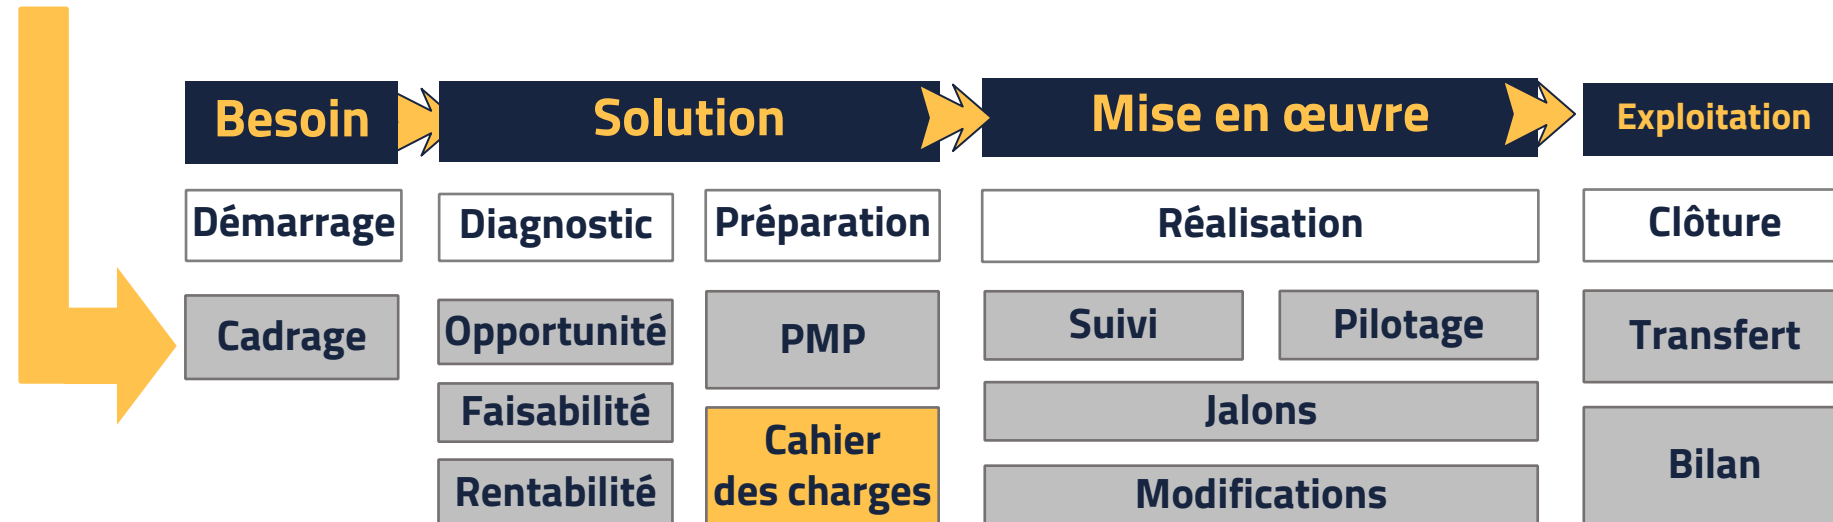 Besoin
Solution
Mise en œuvre
Exploitation
Démarrage
Diagnostic
Préparation
Réalisation
Clôture
Cadrage
Opportunité
Faisabilité
Rentabilité
PMP
Cahier
des charges
Suivi
Pilotage
Jalons
Modifications
Transfert
Bilan